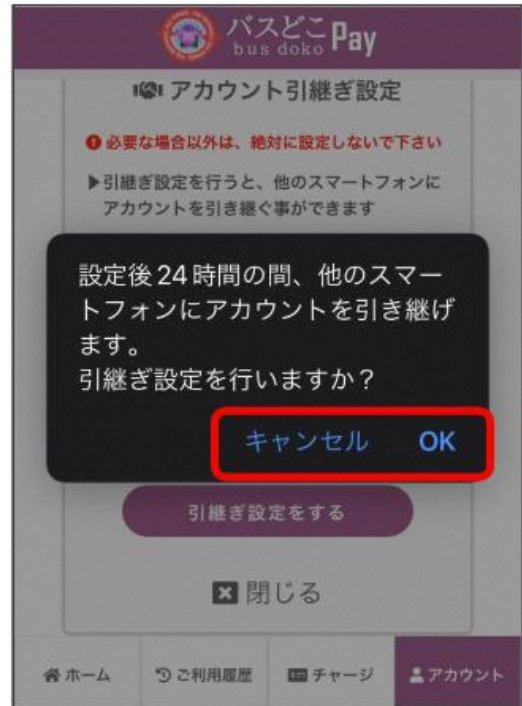 バスどこ Pay
bus doko
アカウント引継ぎ設定
必要な場合以外は、絶対に設定しないで下さい
▶引継ぎ設定を行うと、他のスマートフォンに
アカウントを引き継ぐ事ができます
設定後24時間の間、他のスマー
トフォンにアカウントを引き継げ
ます。
引継ぎ設定を行いますか？
キャンセル OK
引継ぎ設定をする
閉じる
ホーム ご利用履歴 チャージ アカウント